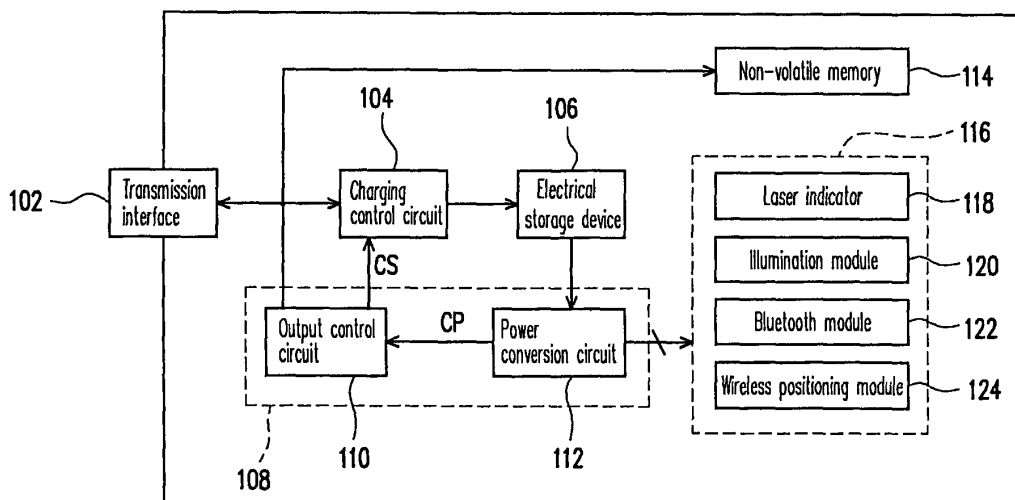 Non-volatile memory
114
104
106
116
102
Transmission
interface
Charging
control circuit
Electrical
storage device
Laser indicator
118
CS
Illumination module
120
Output control
circuit
CP
Power
conversion circuit
Bluetooth module
122
Wireless positioning module
124
108
110
112